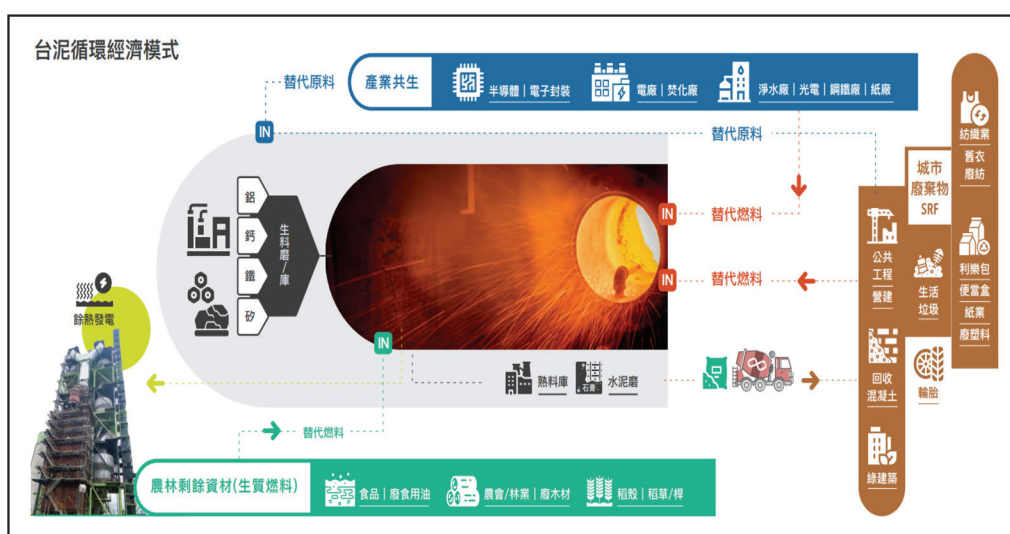 台泥循環經濟模式
替代原料
產業共生
半導體｜電子封裝
電廠｜焚化廠
淨水廠｜光電｜鋼鐵廠｜紙廠
IN
IN
替代原料
鋁
鈣
鐵
矽
生料磨/庫
IN
替代燃料
IN
替代燃料
IN
替代燃料
餘熱發電
熟料庫
石膏
水泥磨
農林剩餘資材(生質燃料)
食品｜廢食用油
農會/林業｜廢木材
稻殼｜稻草/桿
城市
廢棄物
SRF
公共
工程
營建
回收
混凝土
綠建築
生活
垃圾
輪胎
紡織業
舊衣
廢紡
利樂包
便當盒
紙業
廢塑料